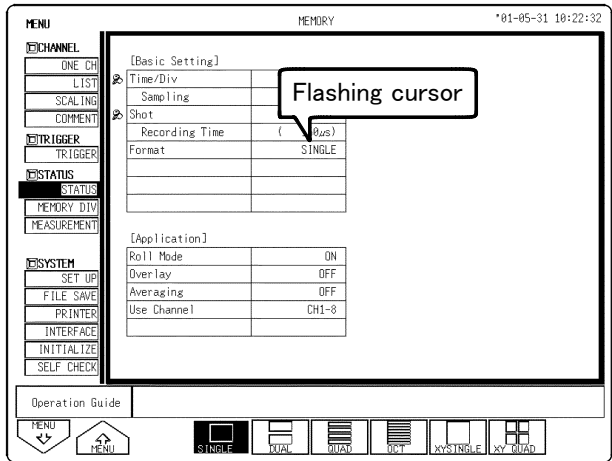 MENU
MEMORY
'01-05-31 10:22:32
CHANNEL
ONE CH
LIST
SCALING
COMMENT
TRIGGER
TRIGGER
STATUS
STATUS
MEMORY DIV
MEASUREMENT
SYSTEM
SET UP
FILE SAVE
PRINTER
INTERFACE
INITIALIZE
SELF CHECK
[Basic Setting]
Time/Div
Sampling
Shot
Recording Time ( 0µs)
Format SINGLE
Flashing cursor
[Application]
Roll Mode ON
Overlay OFF
Averaging OFF
Use Channel CH1-8
Operation Guide
MENU
MENU
SINGLE
DUAL
QUAD
OCT
XYSINGLE
XY QUAD